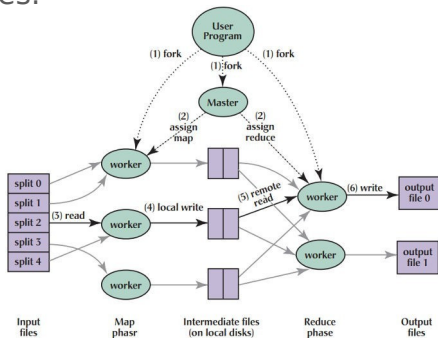 es.
User
Program
(1) fork
(1) fork
(1) fork
Master
(2)
assign
map
(2)
assign
reduce
worker
split 0
split 1
split 2
split 3
split 4
(3) read
worker
(4) local write
(5) remote
read
worker
(6) write
output
file 0
worker
output
file 1
worker
Input
files
Map
phasr
Intermediate files
(on local disks)
Reduce
phase
Output
files